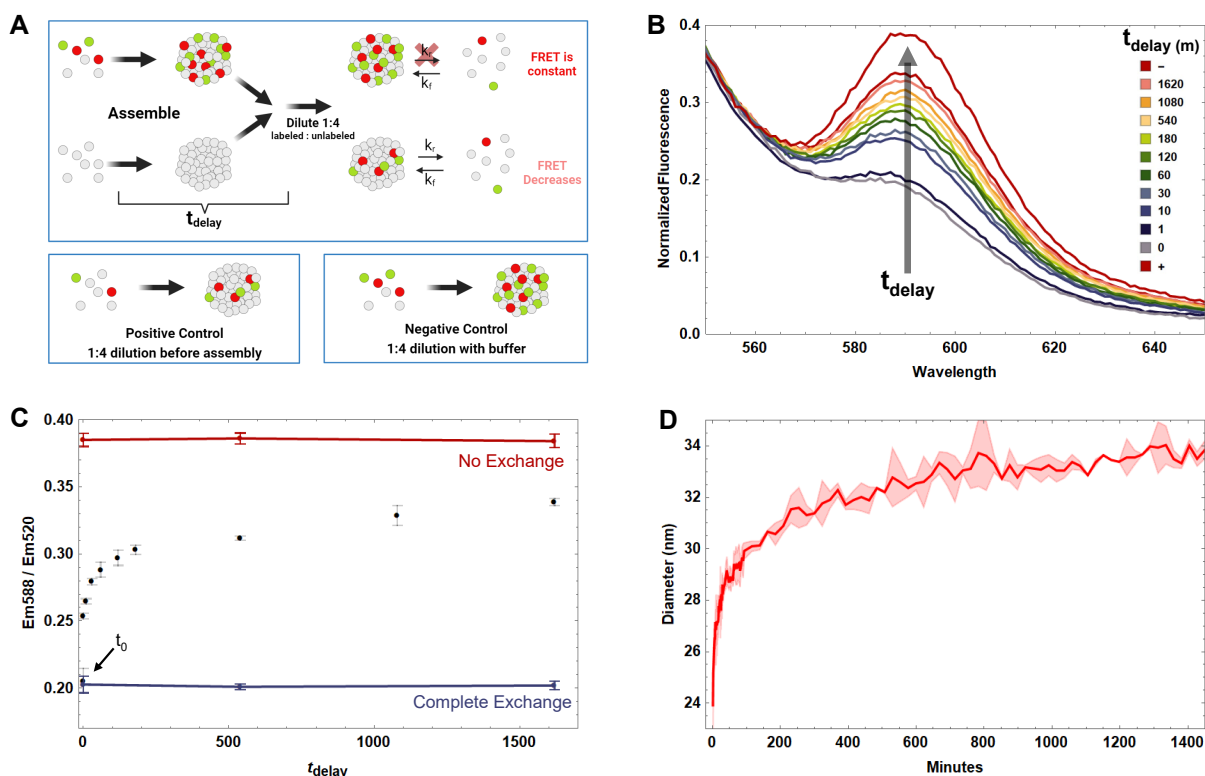 A
k_r
k_f
FRET is
constant
Assemble
Dilute 1:4
labeled : unlabeled
k_r
k_f
FRET
Decreases
t_delay
Positive Control
1:4 dilution before assembly
Negative Control
1:4 dilution with buffer
B
0.4
0.3
0.2
0.1
0.0
Normalized Fluorescence
560
580
600
620
640
Wavelength
t_delay
t_delay (m)
–
1620
1080
540
180
120
60
30
10
1
0
+
C
0.40
0.35
0.30
0.25
0.20
Em588 / Em520
No Exchange
t_0
Complete Exchange
0
500
1000
1500
t_delay
D
34
32
30
28
26
24
Diameter (nm)
0
200
400
600
800
1000
1200
1400
Minutes